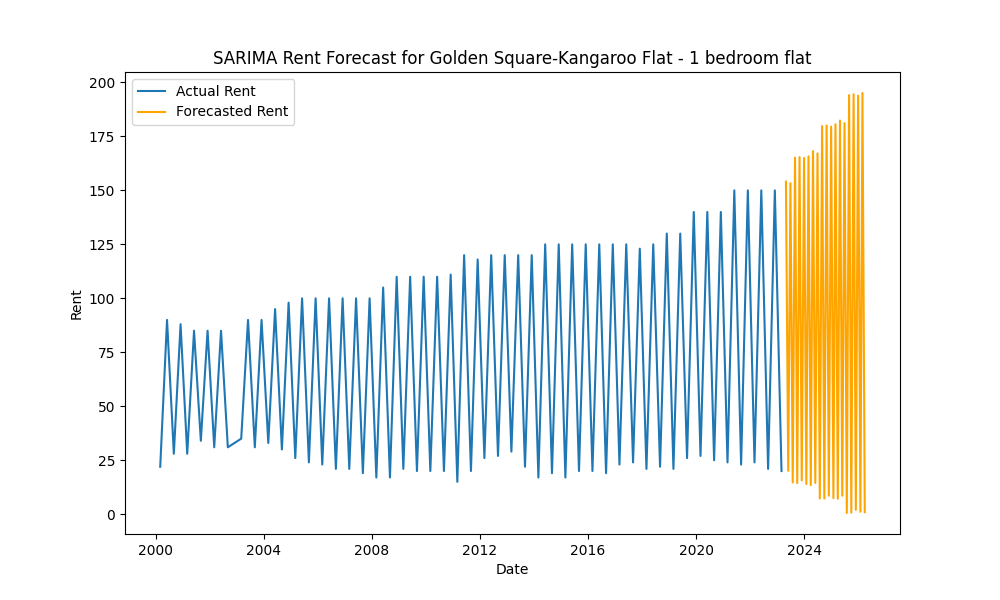 SARIMA Rent Forecast for Golden Square-Kangaroo Flat - 1 bedroom flat
Actual Rent
Forecasted Rent
200
175
150
125
100
75
50
25
0
Rent
2000 2004 2008 2012 2016 2020 2024
Date